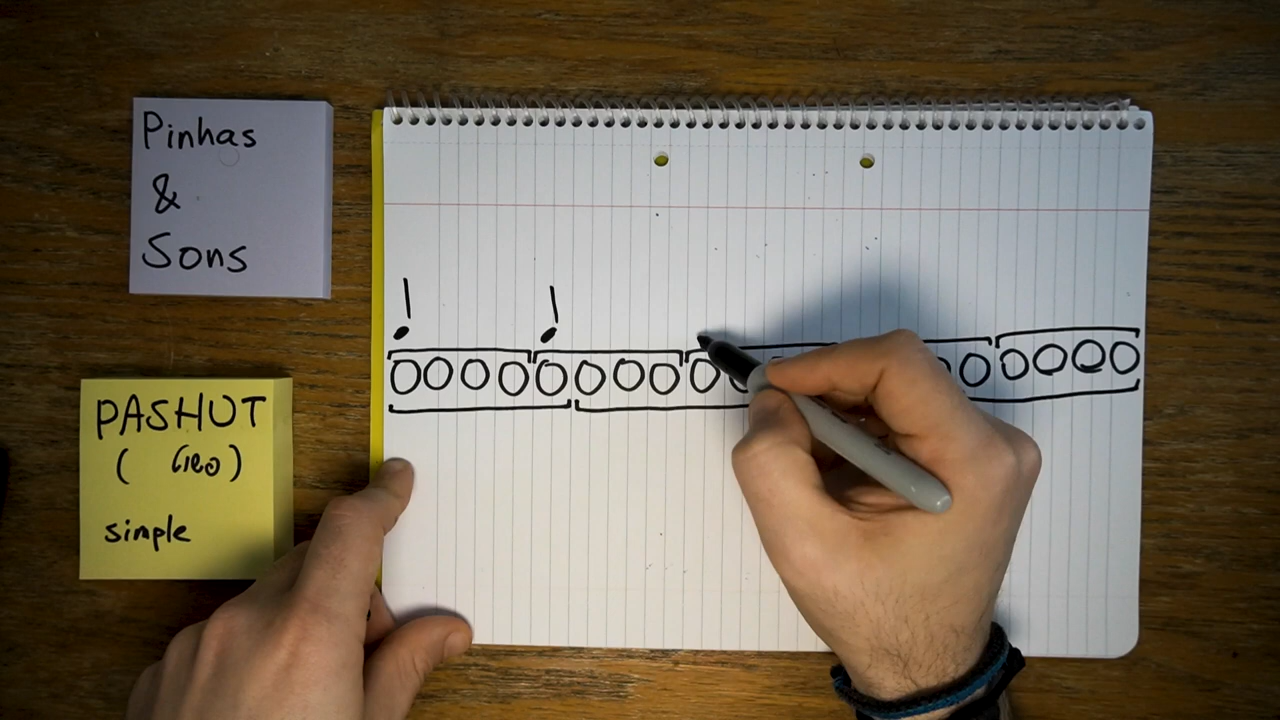 Pinhas
&
Sons
PASHUT
(פשוט)
simple